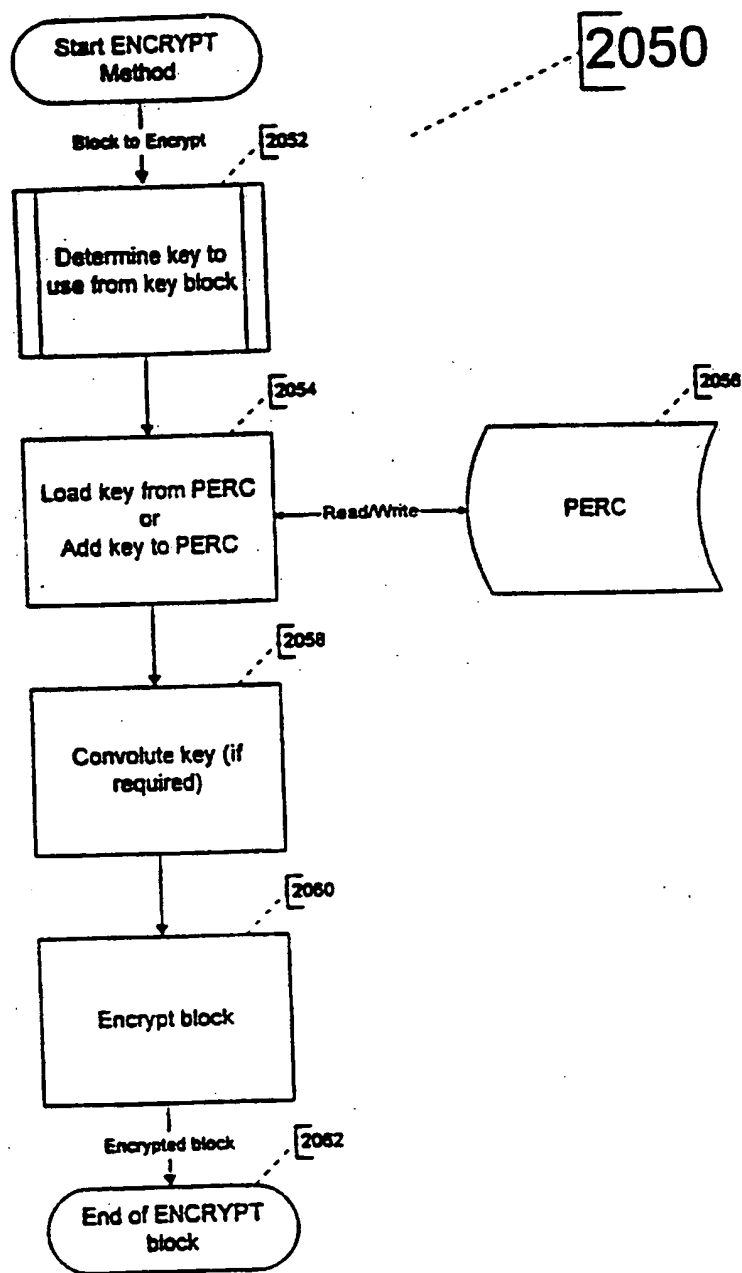 Start ENCRYPT
Method
2050
Block to Encrypt
2052
Determine key to
use from key block
2054
2056
Load key from PERC
or
Add key to PERC
Read/Write
PERC
2058
Convolute key (if
required)
2060
Encrypt block
Encrypted block
2062
End of ENCRYPT
block